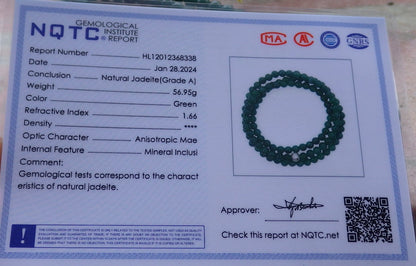 NQTC GEMOLOGICAL INSTITUTE ® REPORT
MA
Report Number HL12012368338
Date Jan 28,2024
Conclusion Natural Jadeite(Grade A)
Weight 56.95g
Color Green
Refractive Index 1.66
Density ****
Optic Character Anisotropic Mae
Internal Feature Mineral Inclusi
Comment:
Gemological tests correspond to the charact
eristics of natural jadeite.
Approver:
Check this report at NQTC.net